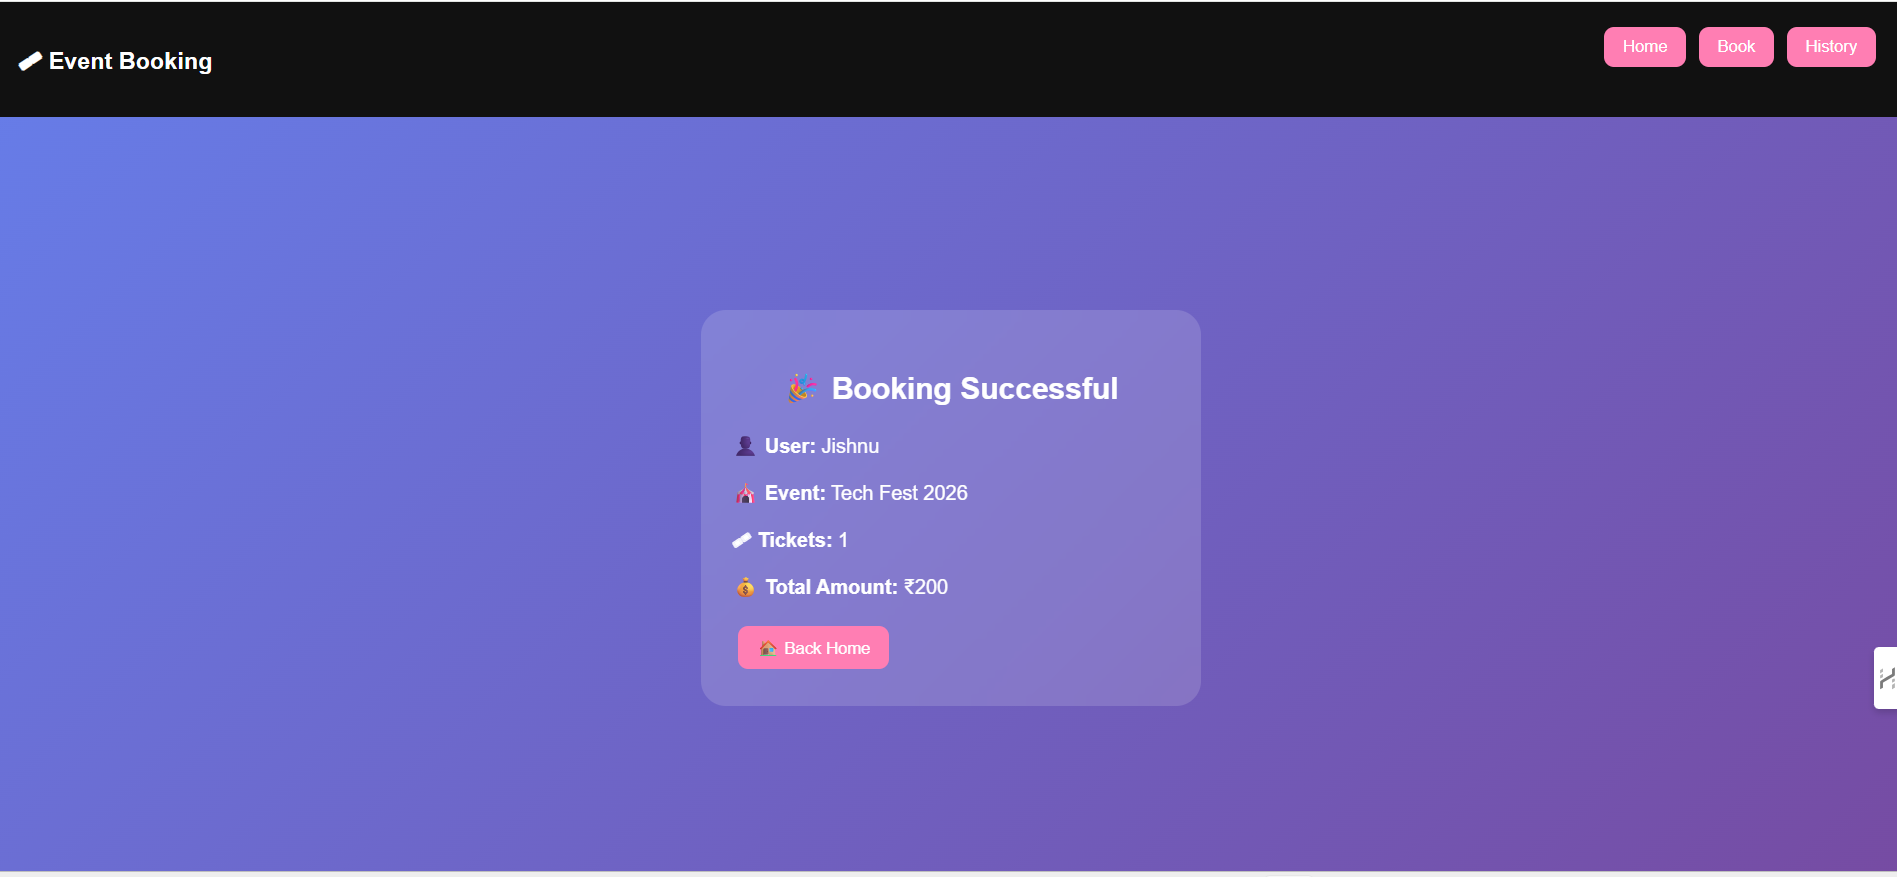 Event Booking
Home
Book
History
Booking Successful
User: Jishnu
Event: Tech Fest 2026
Tickets: 1
Total Amount: ₹200
Back Home